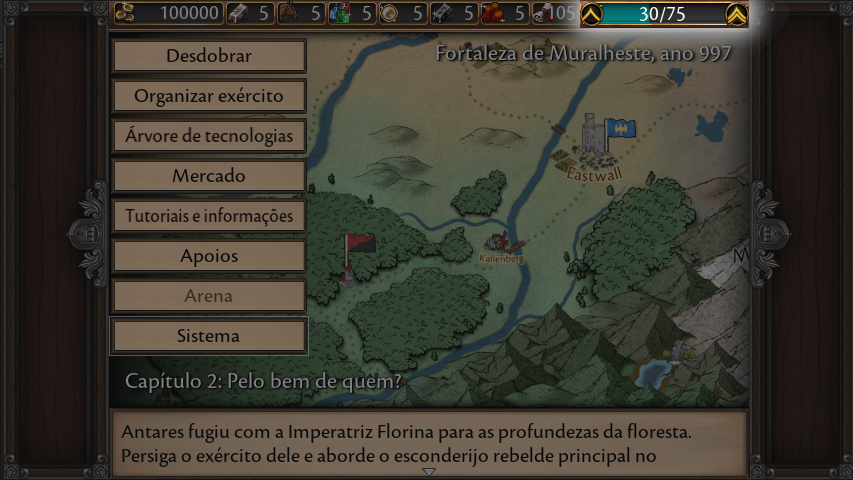 100000 5 5 5 5 5 5 105 30/75
Fortaleza de Muralheste, ano 997
Desdobrar
Organizar exército
Árvore de tecnologias
Mercado
Tutoriais e informações
Apoios
Arena
Sistema
Eastwall
Kallenberg
M
Capítulo 2: Pelo bem de quem?
Antares fugiu com a Imperatriz Florina para as profundezas da floresta.
Persiga o exército dele e aborde o esconderijo rebelde principal no